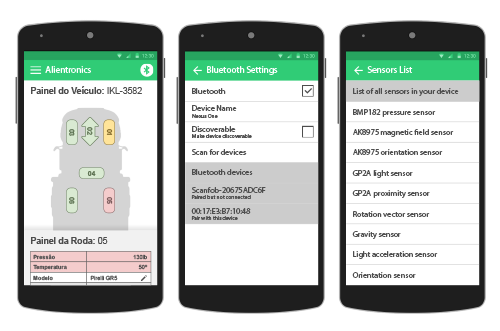 12:30
Alientronics
Painel do Veículo: IKL-3582
03
02
01
04
06
05
Painel da Roda: 05
Pressão 130lb
Temperatura 50º
Modelo Pirelli GR5
12:30
Bluetooth Settings
Bluetooth
Device Name
Nexus One
Discoverable
Make device discoverable
Scan for devices
Bluetooth devices
Scanfob-20675ADC6F
Paired but not connected
00:17:E3:B7:10:48
Pair with this device
12:30
Sensors List
List of all sensors in your device
BMP182 pressure sensor
AK8975 magnetic field sensor
AK8975 orientation sensor
GP2A light sensor
GP2A proximity sensor
Rotation vector sensor
Gravity sensor
Light acceleration sensor
Orientation sensor